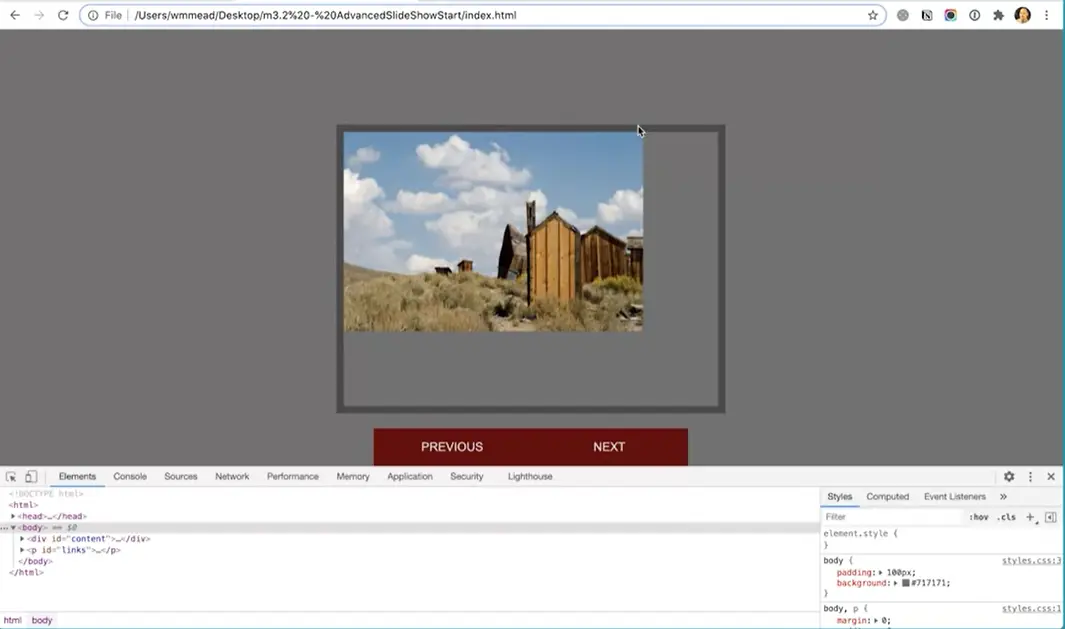 File | /Users/wmmead/Desktop/m3.2%20-%20AdvancedSlideShowStart/index.html
PREVIOUS NEXT
Elements Console Sources Network Performance Memory Application Security Lighthouse
<!DOCTYPE html>
<html>
<head>…</head>
<body> == $0
<div id="content">…</div>
<p id="links">…</p>
</body>
</html>
html body
Styles Computed Event Listeners »
Filter :hov .cls +
element.style {
}
body { styles.css:3
padding: 100px;
background: #717171;
}
body, p { styles.css:1
margin: 0;